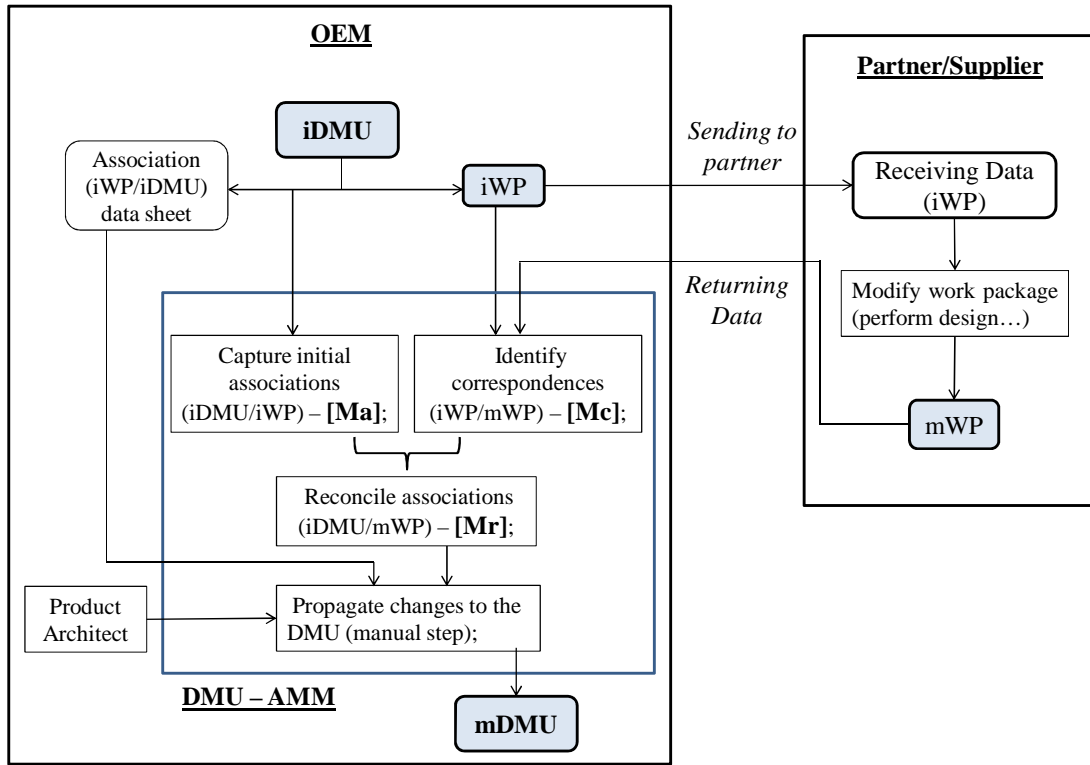 OEM
Partner/Supplier
iDMU
Sending to
partner
Association
(iWP/iDMU)
data sheet
iWP
Receiving Data
(iWP)
Returning
Data
Modify work package
(perform design…)
Capture initial
associations
(iDMU/iWP) – [Ma];
Identify
correspondences
(iWP/mWP) – [Mc];
mWP
Reconcile associations
(iDMU/mWP) – [Mr];
Product
Architect
Propagate changes to the
DMU (manual step);
DMU – AMM
mDMU